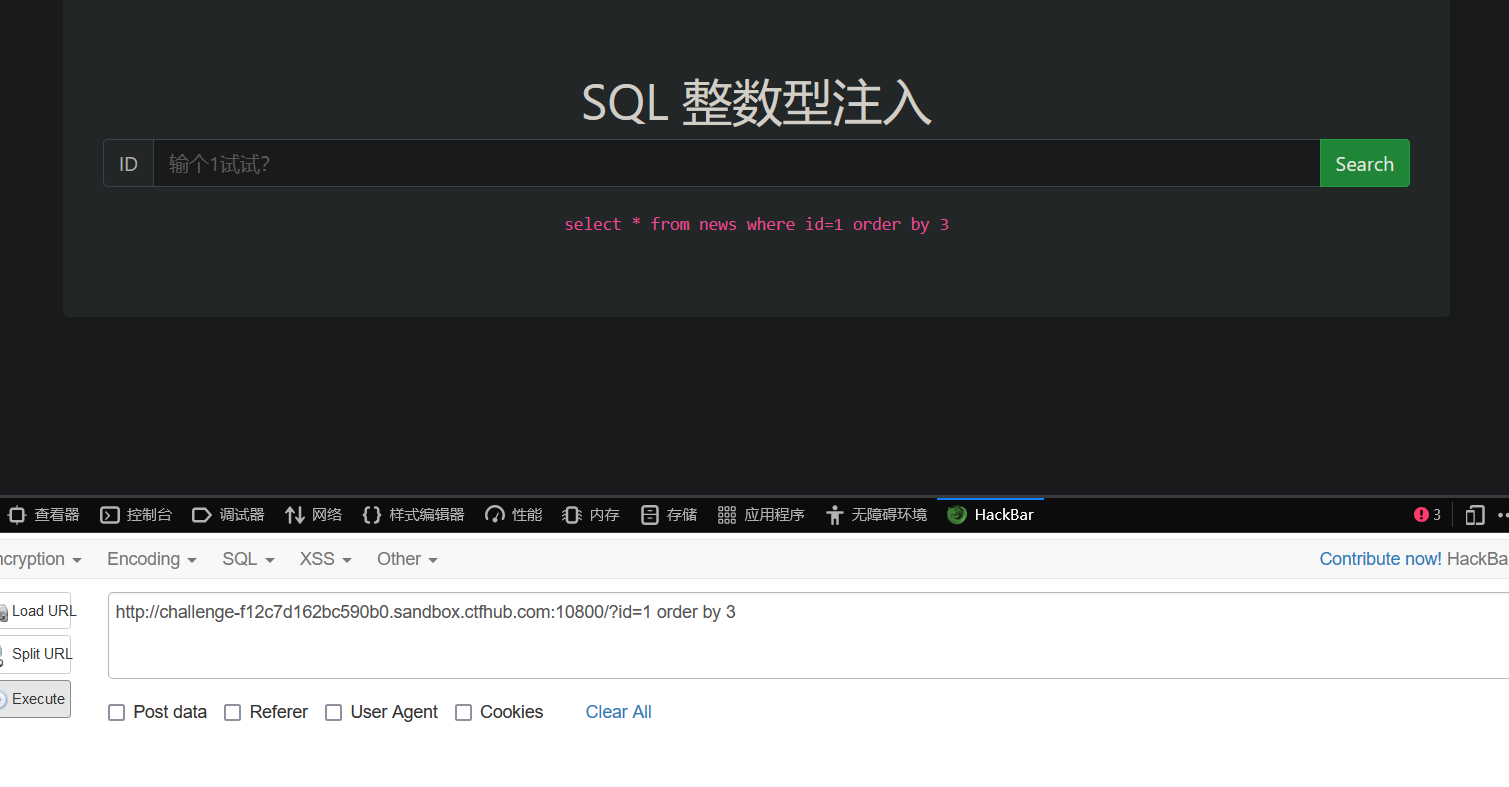 SQL 整数型注入
ID 输个1试试? Search
select * from news where id=1 order by 3
查看器 控制台 调试器 网络 样式编辑器 性能 内存 存储 应用程序 无障碍环境 HackBar 3
ncryption Encoding SQL XSS Other Contribute now! HackBa
Load URL http://challenge-f12c7d162bc590b0.sandbox.ctfhub.com:10800/?id=1 order by 3
Split URL
Execute
Post data Referer User Agent Cookies Clear All